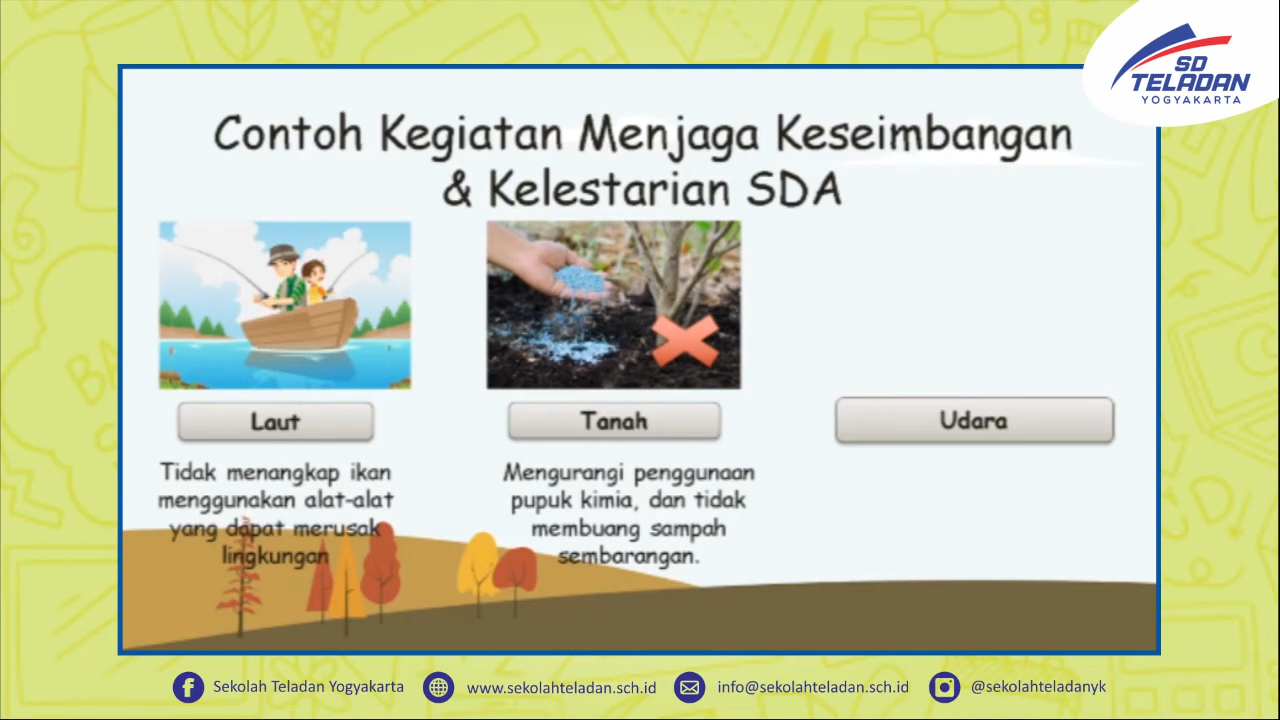 SD
TELADAN
YOGYAKARTA
Contoh Kegiatan Menjaga Keseimbangan
& Kelestarian SDA
Laut
Tidak menangkap ikan
menggunakan alat-alat
yang dapat merusak
lingkungan
Tanah
Mengurangi penggunaan
pupuk kimia, dan tidak
membuang sampah
sembarangan.
Udara
Sekolah Teladan Yogyakarta
www.sekolahteladan.sch.id
info@sekolahteladan.sch.id
@sekolahteladanyk